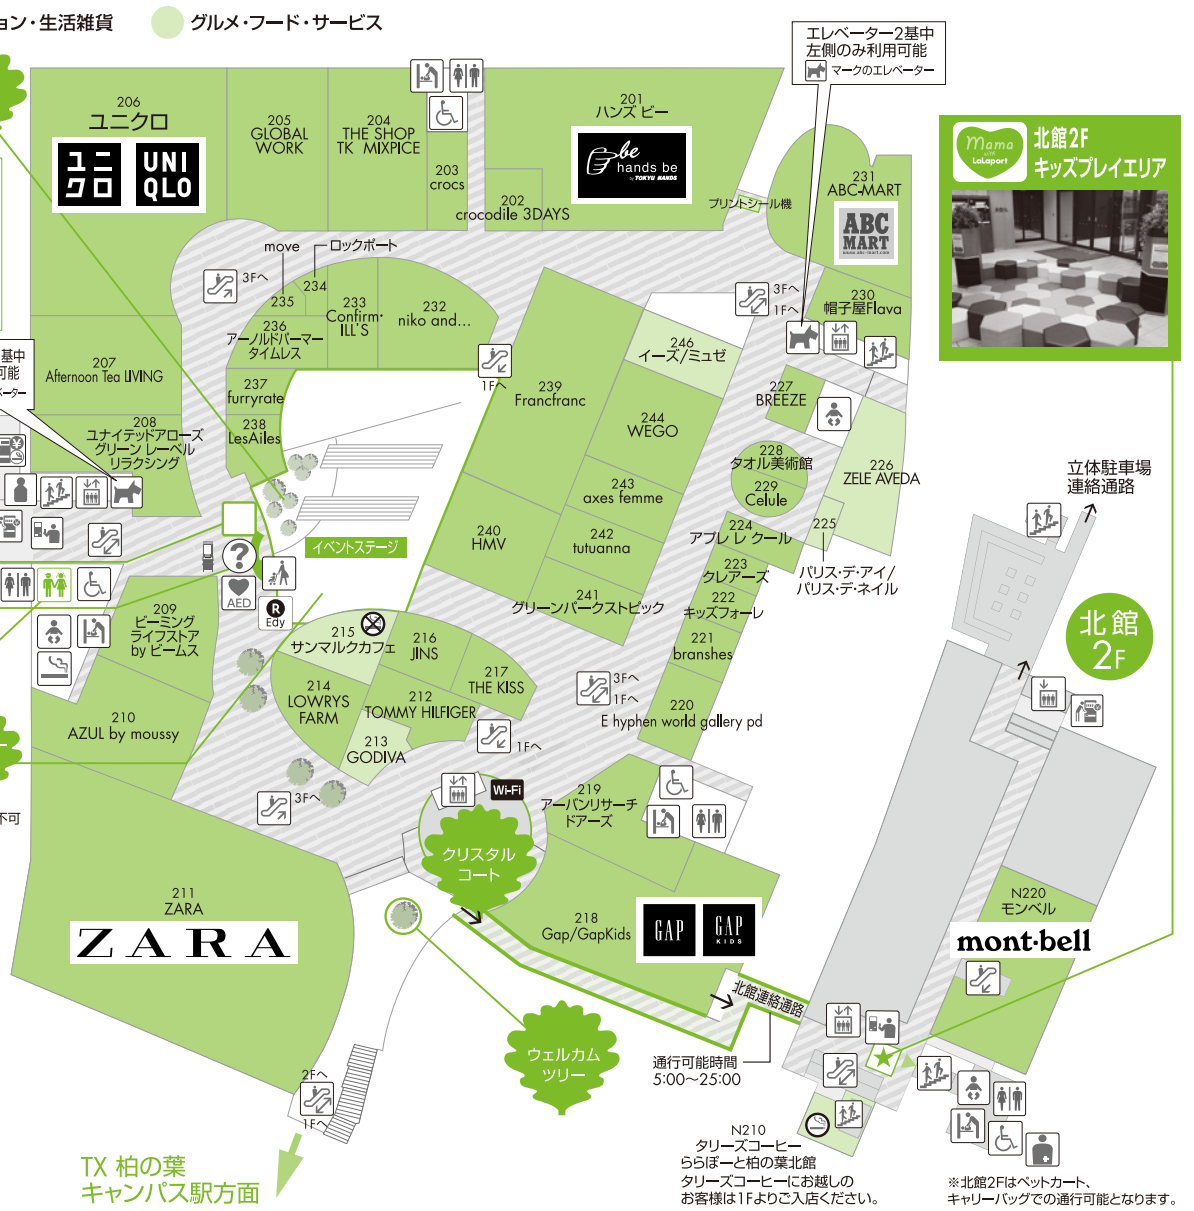 ョン・生活雑貨
グルメ・フード・サービス
エレベーター2基中
左側のみ利用可能
マークのエレベーター
Mama
with
LaLaport
北館2F
キッズプレイエリア
206
ユニクロ
ユニ
クロ
UNI
QLO
205
GLOBAL
WORK
204
THE SHOP
TK MIXPICE
203
crocs
202
crocodile 3DAYS
201
ハンズ ビー
be
hands be
by TOKYU HANDS
プリントシール機
231
ABC-MART
ABC
MART
www.abc-mart.com
230
帽子屋Flava
move
ロックポート
3Fへ
235
234
233
Confirm・
ILL'S
232
niko and...
236
アーノルドパーマー
タイムレス
237
furryrate
238
LesAiles
1Fへ
3Fへ
1Fへ
207
Afternoon Tea LIVING
208
ユナイテッドアローズ
グリーン レーベル
リラクシング
基中
可能
ベーター
239
Francfranc
246
イーズ/ミュゼ
244
WEGO
243
axes femme
242
tutuanna
241
グリーンパークストピック
240
HMV
227
BREEZE
228
タオル美術館
229
Celule
226
ZELE AVEDA
225
パリス・デ・アイ/
パリス・デ・ネイル
224
アプレ レ クール
223
クレアーズ
222
キッズフォーレ
221
branshes
220
E hyphen world gallery pd
イベントステージ
?
AED
R
Edy
209
ビーミング
ライフストア
by ビームス
210
AZUL by moussy
215
サンマルクカフェ
216
JINS
217
THE KISS
214
LOWRYS
FARM
212
TOMMY HILFIGER
213
GODIVA
3Fへ
1Fへ
1Fへ
3Fへ
Wi-Fi
クリスタル
コート
219
アーバンリサーチ
ドアーズ
218
Gap/GapKids
GAP
GAP
KIDS
不可
211
ZARA
ZARA
2Fへ
1Fへ
TX 柏の葉
キャンパス駅方面
ウェルカム
ツリー
北館連絡通路
通行可能時間
5:00〜25:00
立体駐車場
連絡通路
北館
2F
N220
モンベル
mont-bell
N210
タリーズコーヒー
ららぽーと柏の葉北館
タリーズコーヒーにお越しの
お客様は1Fよりご入店ください。
※北館2Fはペットカート、
キャリーバッグでの通行可能となります。